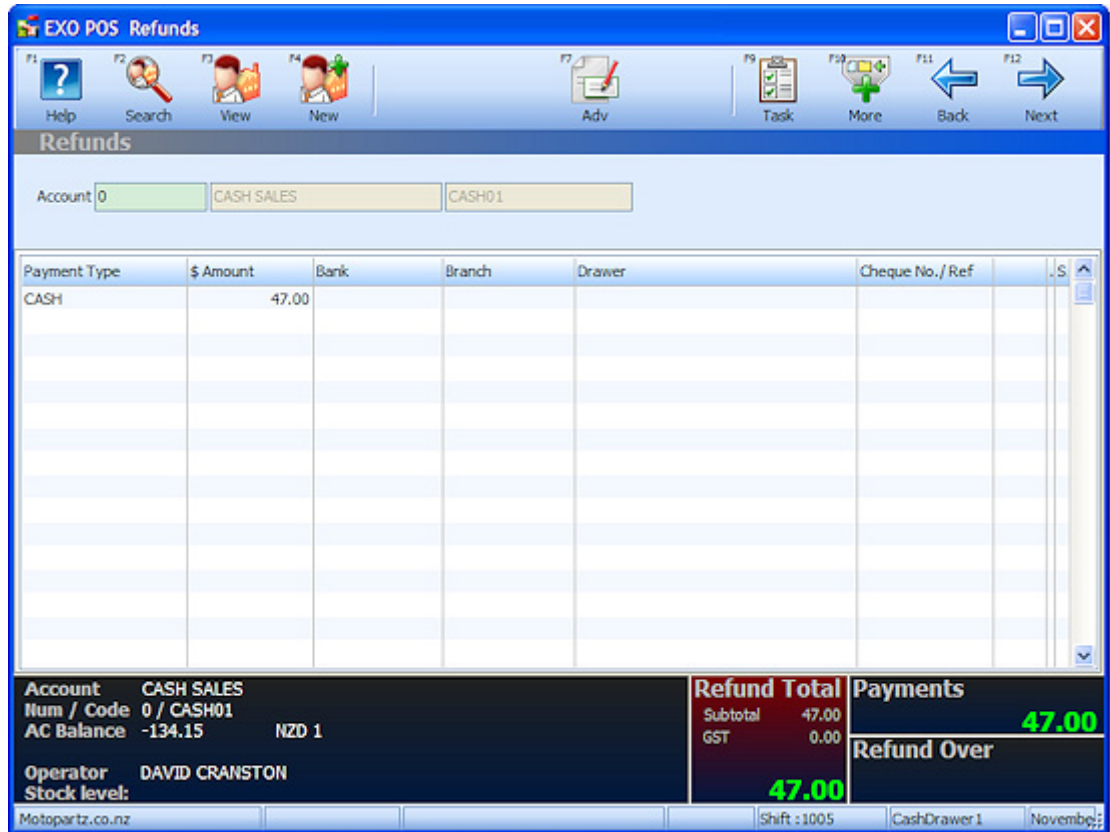 EXO POS Refunds
F1 F2 F3 F4 F7 F9 F10 F11 F12
Help Search View New Adv Task More Back Next
Refunds
Account 0 CASH SALES CASH01
Payment Type $ Amount Bank Branch Drawer Cheque No./ Ref . S
CASH 47.00
Account CASH SALES
Num / Code 0 / CASH01
AC Balance -134.15 NZD 1
Operator DAVID CRANSTON
Stock level:
Refund Total
Subtotal 47.00
GST 0.00
47.00
Payments
47.00
Refund Over
Motopartz.co.nz Shift :1005 CashDrawer1 Novembe